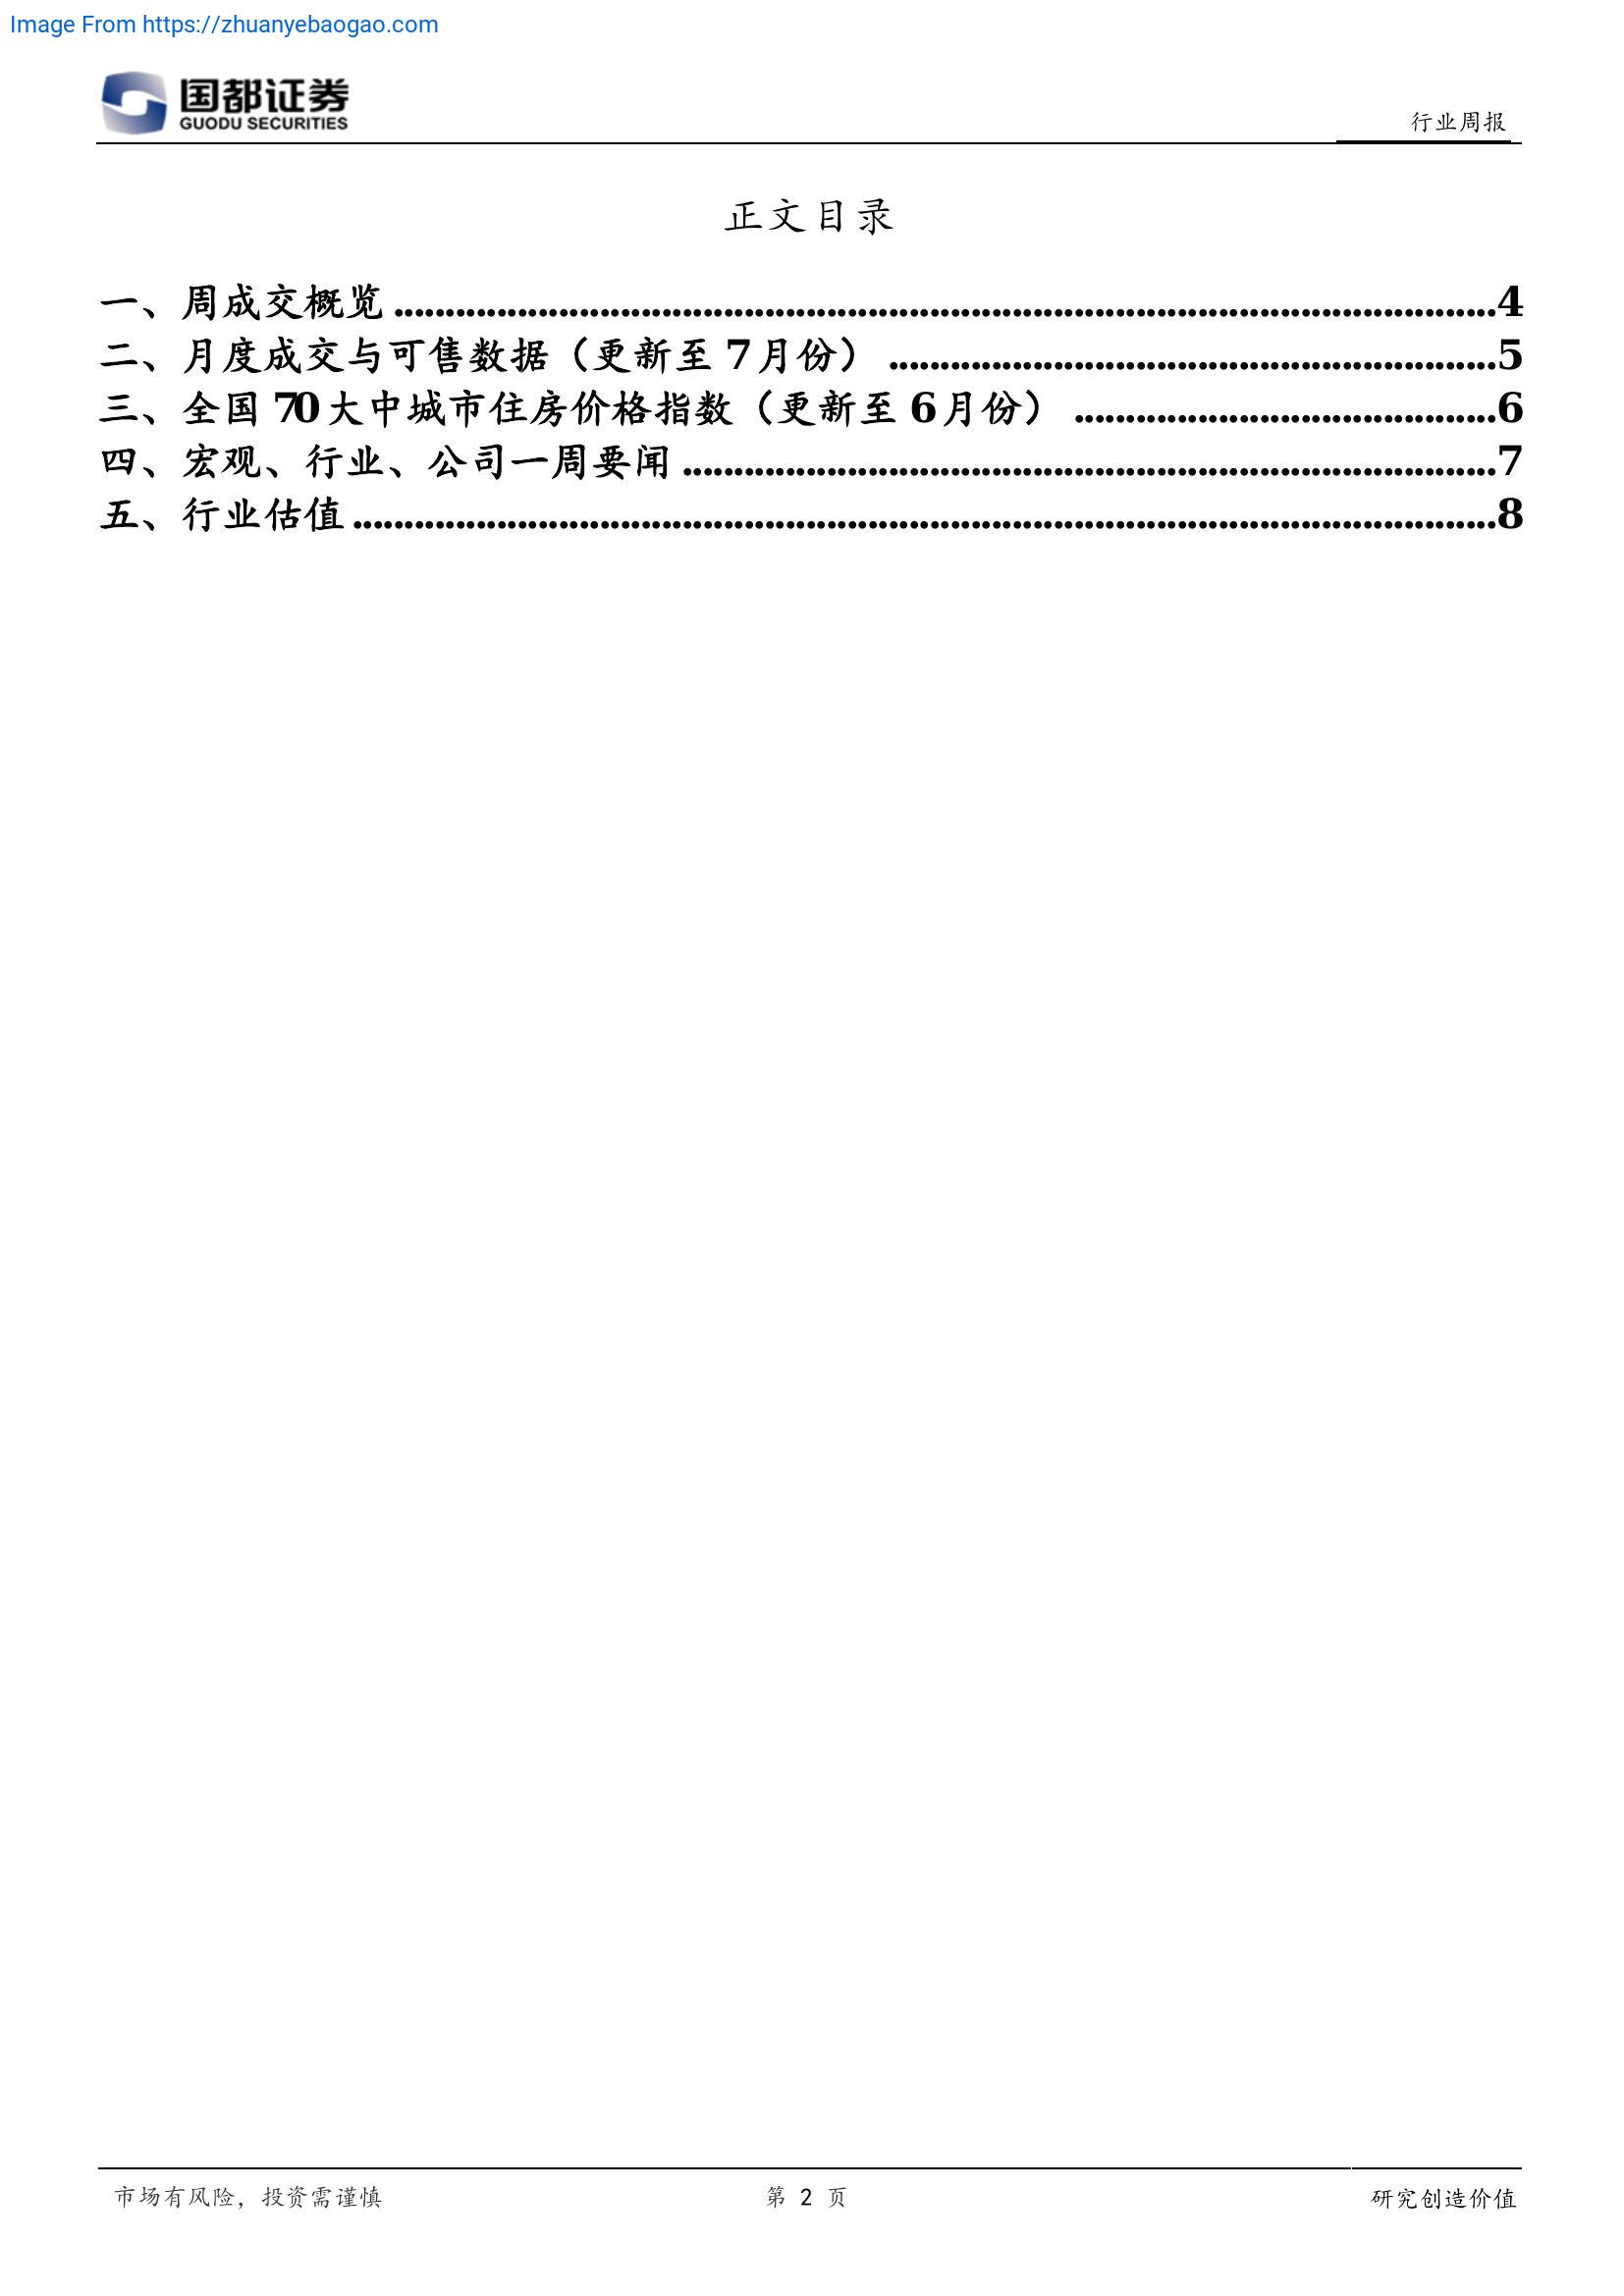 Image From https://zhuanyebaogao.com
国都证券
GUODU SECURITIES
行业周报
正文目录
一、周成交概览......................................................................................................4
二、月度成交与可售数据（更新至 7 月份）........................................................5
三、全国 70 大中城市住房价格指数（更新至 6 月份）.......................................6
四、宏观、行业、公司一周要闻...........................................................................7
五、行业估值..........................................................................................................8
市场有风险，投资需谨慎
第 2 页
研究创造价值